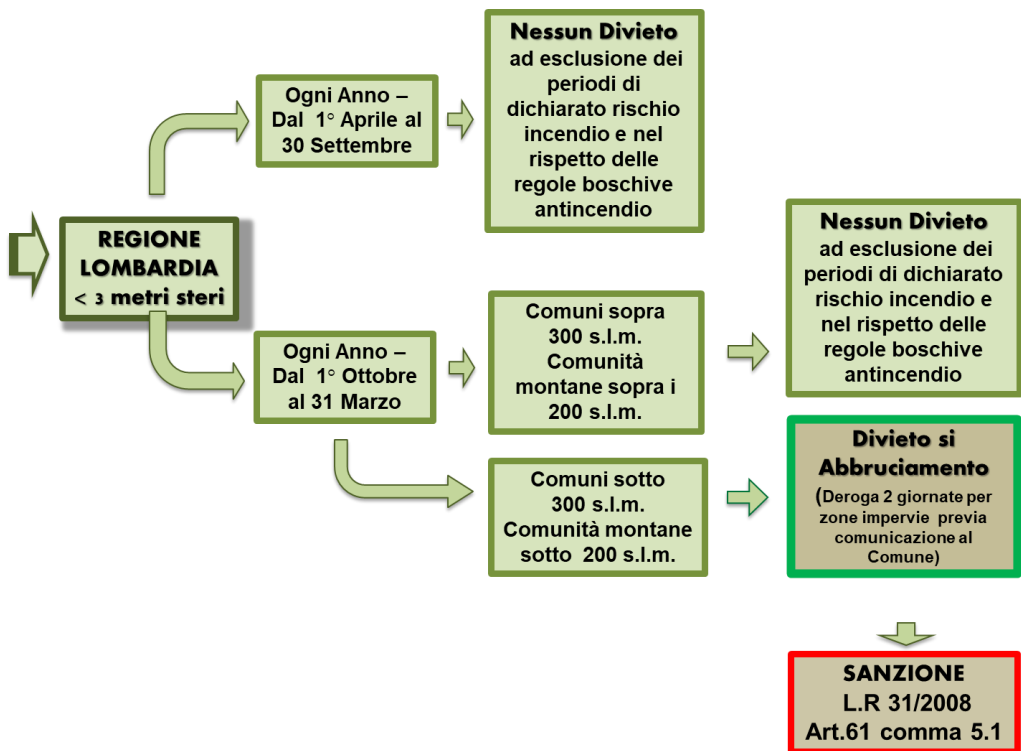 REGIONE
LOMBARDIA
< 3 metri steri
Ogni Anno –
Dal 1° Aprile al
30 Settembre
Nessun Divieto
ad esclusione dei
periodi di
dichiarato rischio
incendio e nel
rispetto delle
regole boschive
antincendio
Ogni Anno –
Dal 1° Ottobre
al 31 Marzo
Comuni sopra
300 s.l.m.
Comunità
montane sopra i
200 s.l.m.
Nessun Divieto
ad esclusione dei
periodi di dichiarato
rischio incendio e
nel rispetto delle
regole boschive
antincendio
Comuni sotto
300 s.l.m.
Comunità montane
sotto 200 s.l.m.
Divieto si
Abbruciamento
(Deroga 2 giornate per
zone impervie previa
comunicazione al
Comune)
SANZIONE
L.R 31/2008
Art.61 comma 5.1